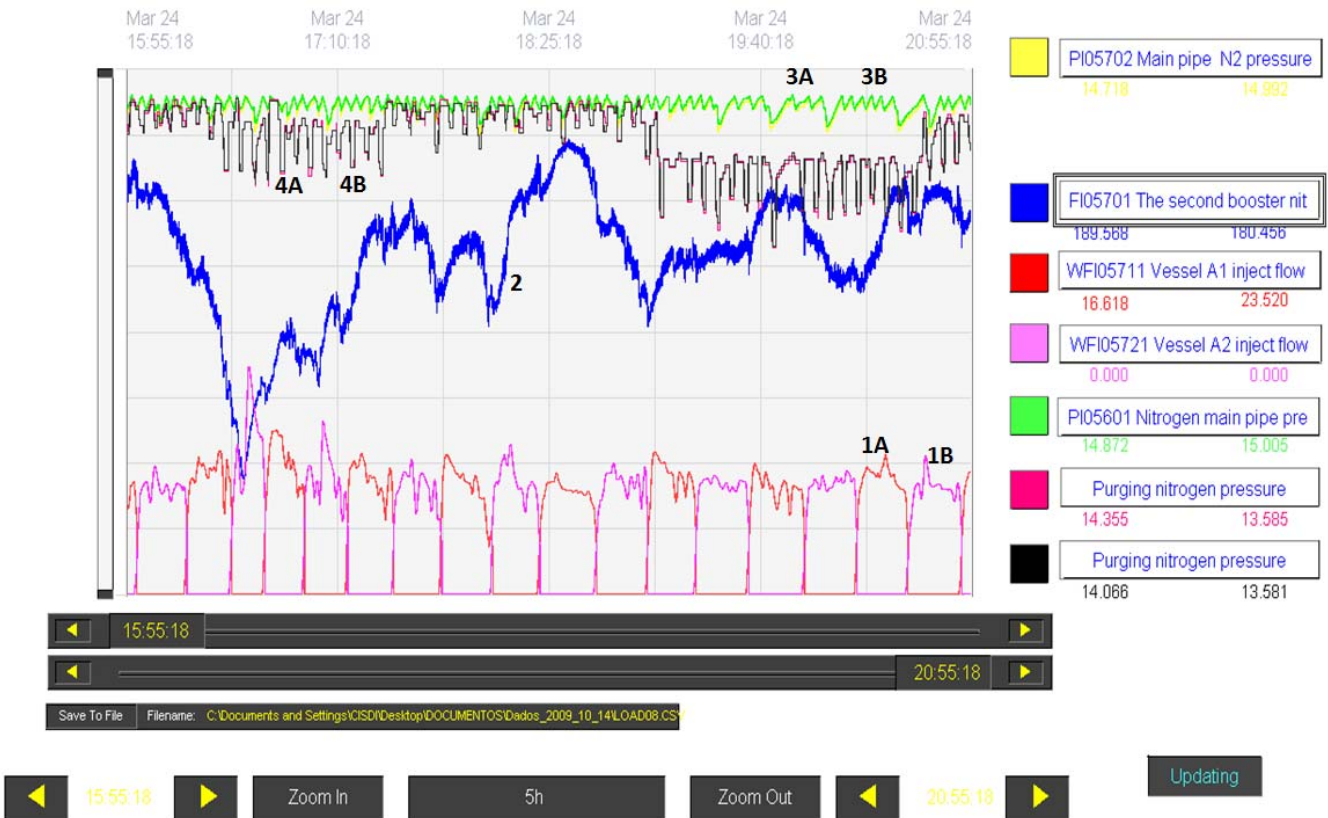 Mar 24 Mar 24 Mar 24 Mar 24 Mar 24
15:55:18 17:10:18 18:25:18 19:40:18 20:55:18
3A 3B
4A 4B
2
1A 1B
PI05702 Main pipe N2 pressure
14.718 14.992
FI05701 The second booster nit
189.568 180.456
WFI05711 Vessel A1 inject flow
16.618 23.520
WFI05721 Vessel A2 inject flow
0.000 0.000
PI05601 Nitrogen main pipe pre
14.872 15.005
Purging nitrogen pressure
14.355 13.585
Purging nitrogen pressure
14.066 13.581
15:55:18
20:55:18
Save To File Filename: C:\Documents and Settings\CISDI\Desktop\DOCUMENTOS\Dados_2009_10_14\LOAD08.CSV
15:55:18 Zoom In 5h Zoom Out 20:55:18
Updating